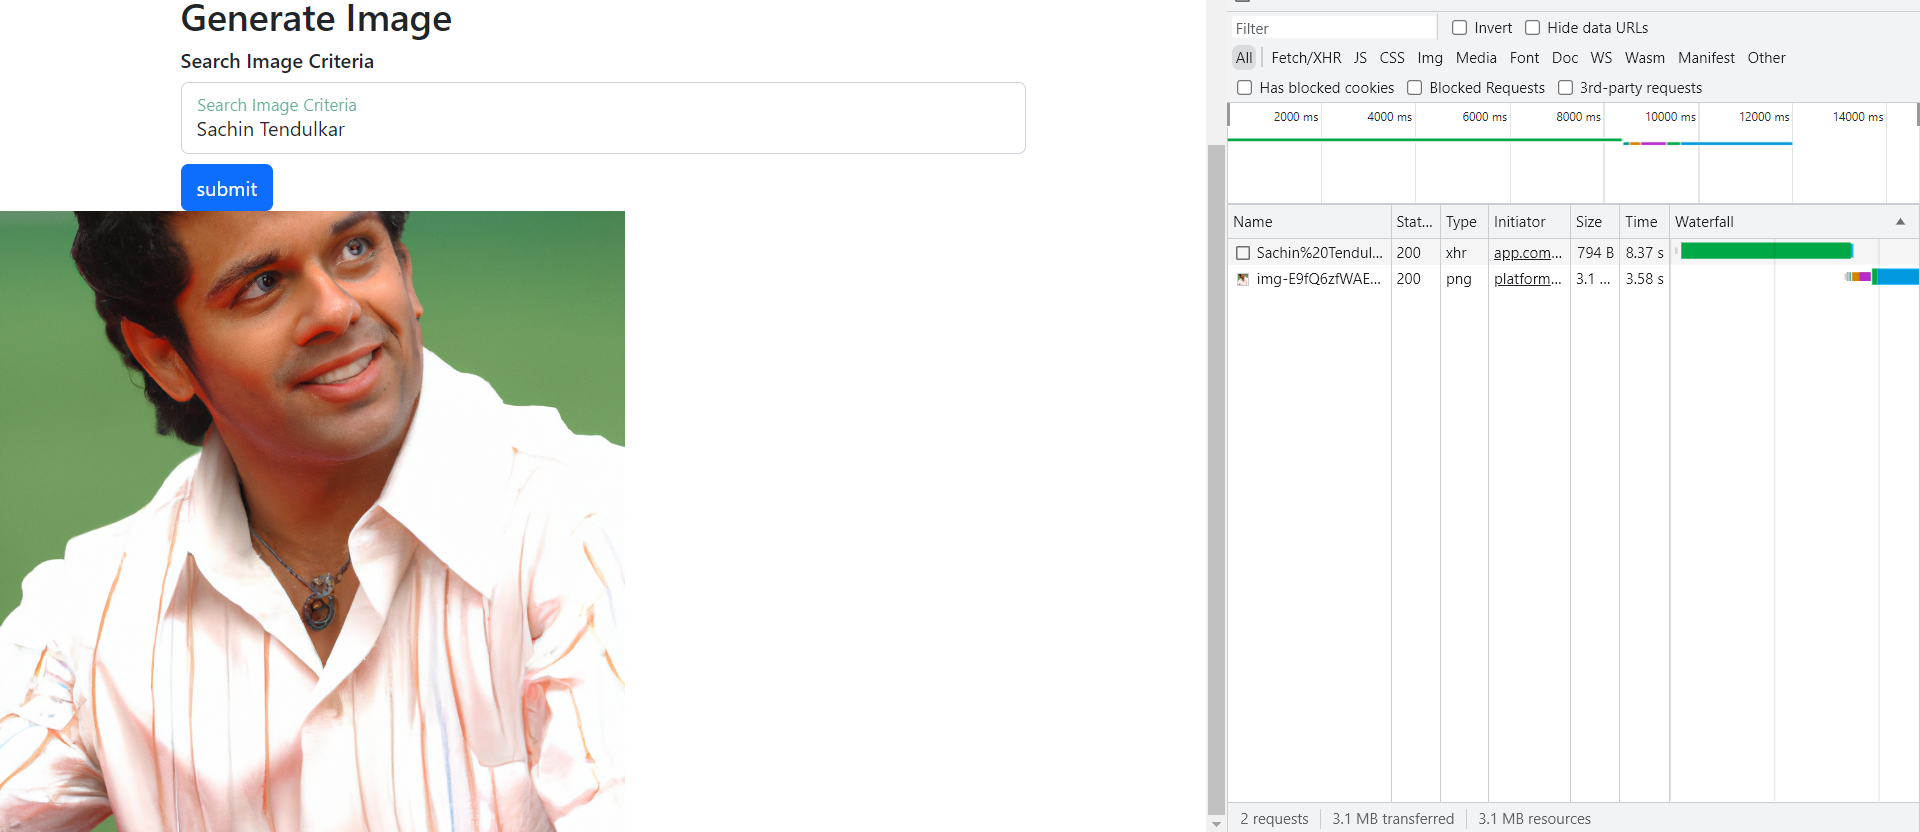 Generate Image
Search Image Criteria
Search Image Criteria
Sachin Tendulkar
submit
Filter
Invert
Hide data URLs
All Fetch/XHR JS CSS Img Media Font Doc WS Wasm Manifest Other
Has blocked cookies Blocked Requests 3rd-party requests
2000 ms 4000 ms 6000 ms 8000 ms 10000 ms 12000 ms 14000 ms
Name Stat... Type Initiator Size Time Waterfall
Sachin%20Tendul... 200 xhr app.com... 794 B 8.37 s
img-E9fQ6zfWAE... 200 png platform... 3.1 ... 3.58 s
2 requests 3.1 MB transferred 3.1 MB resources